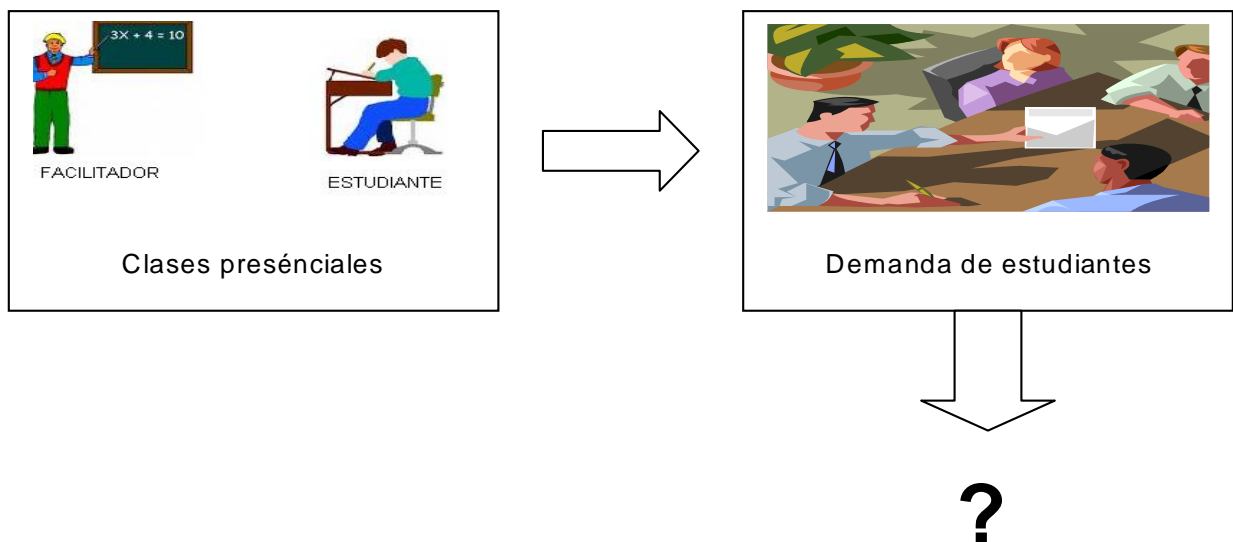 3X + 4 = 10
FACILITADOR
ESTUDIANTE
Clases presénciales
Demanda de estudiantes
?